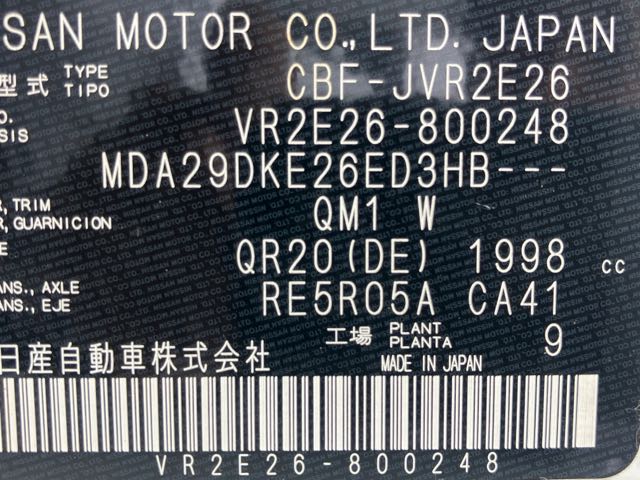 SSAN MOTOR CO.,LTD. JAPAN
型式 TYPE TIPO CBF-JVR2E26
O. SIS VR2E26-800248
MDA29DKE26ED3HB---
R, TRIM
R, GUARNICION QM1 W
E QR20(DE) 1998 cc
ANS., AXLE
ANS., EJE RE5R05A CA41
工場 PLANT PLANTA 9
日産自動車株式会社 MADE IN JAPAN
VR2E26-800248